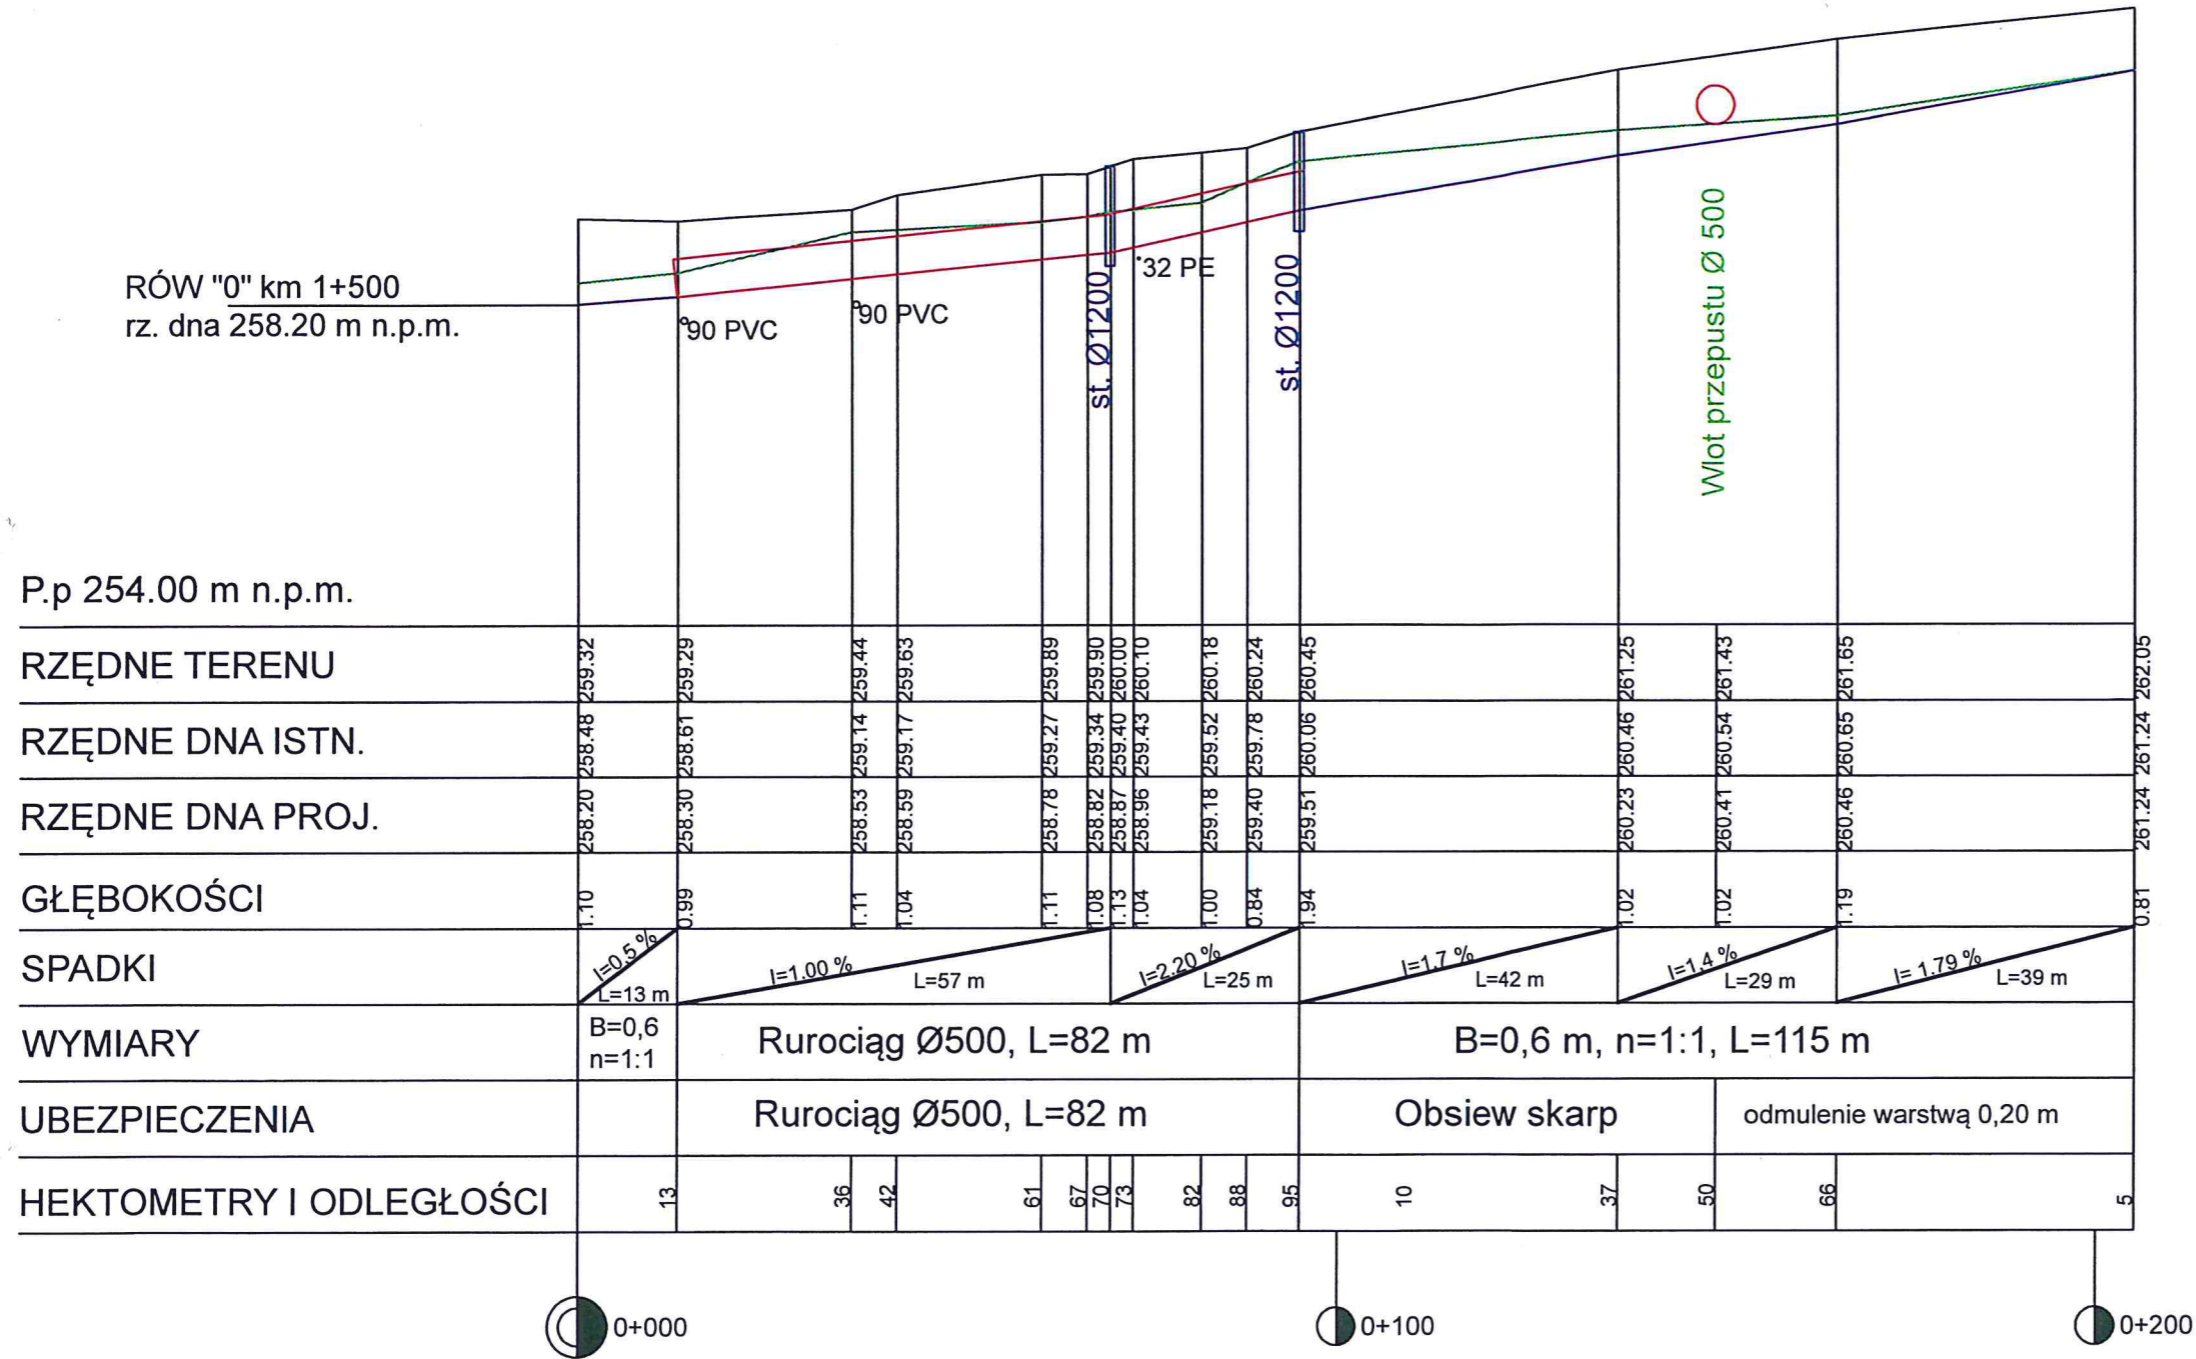 RÓW "0" km 1+500
rz. dna 258.20 m n.p.m.
90 PVC
90 PVC
st. Ø1200
32 PE
st. Ø1200
Wlot przepustu Ø 500
P.p 254.00 m n.p.m.
RZĘDNE TERENU 259.32 259.29 259.44 259.63 259.89 259.90 260.00 260.10 260.18 260.24 260.45 261.25 261.43 261.65 262.05
RZĘDNE DNA ISTN. 258.48 258.61 259.14 259.17 259.27 259.34 259.40 259.43 259.52 259.78 260.06 260.46 260.54 260.65 261.24
RZĘDNE DNA PROJ. 258.20 258.30 258.53 258.59 258.78 258.82 258.87 258.96 259.18 259.40 259.51 260.23 260.41 260.46 261.24
GŁĘBOKOŚCI 1.10 0.99 1.11 1.04 1.11 1.08 1.13 1.04 1.00 0.84 1.94 1.02 1.02 1.19 0.81
SPADKI I=0,5 % L=13 m I=1.00 % L=57 m I=2.20 % L=25 m I=1,7 % L=42 m I=1,4 % L=29 m I= 1.79 % L=39 m
WYMIARY B=0,6 n=1:1 Rurociąg Ø500, L=82 m B=0,6 m, n=1:1, L=115 m
UBEZPIECZENIA Rurociąg Ø500, L=82 m Obsiew skarp odmulenie warstwą 0,20 m
HEKTOMETRY I ODLEGŁOŚCI 13 36 42 61 67 70 73 82 88 95 10 37 50 66 5
0+000 0+100 0+200